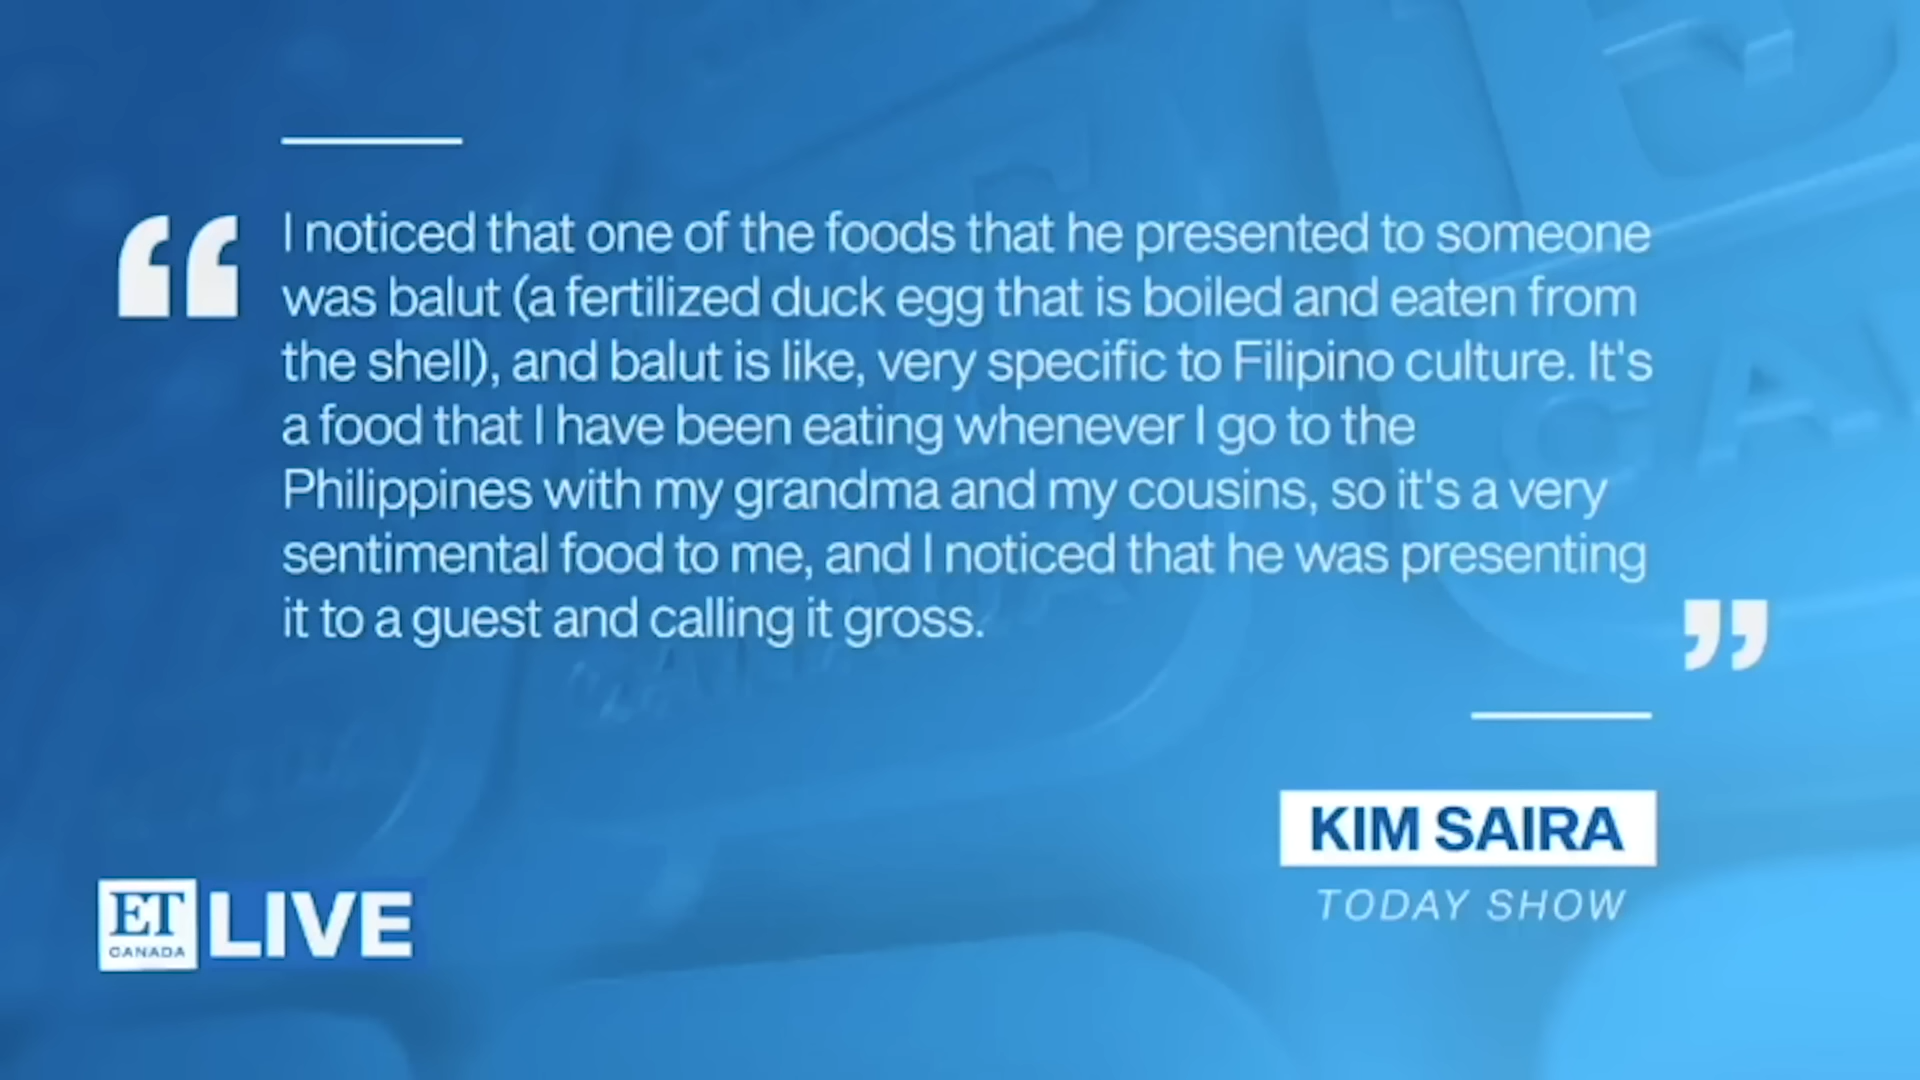 “
I noticed that one of the foods that he presented to someone
was balut (a fertilized duck egg that is boiled and eaten from
the shell), and balut is like, very specific to Filipino culture. It's
a food that I have been eating whenever I go to the
Philippines with my grandma and my cousins, so it's a very
sentimental food to me, and I noticed that he was presenting
it to a guest and calling it gross.
”
KIM SAIRA
TODAY SHOW
ET
CANADA
LIVE